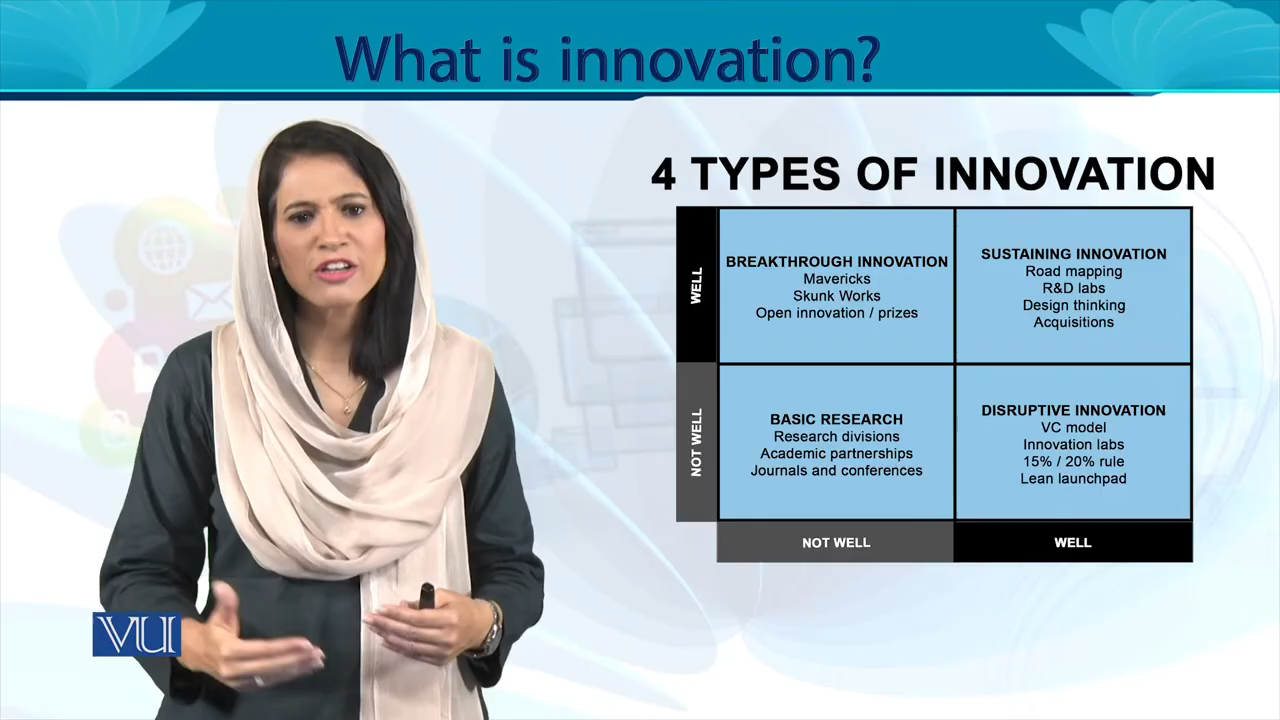 What is innovation?
4 TYPES OF INNOVATION
WELL
BREAKTHROUGH INNOVATION
Mavericks
Skunk Works
Open innovation / prizes
SUSTAINING INNOVATION
Road mapping
R&D labs
Design thinking
Acquisitions
NOT WELL
BASIC RESEARCH
Research divisions
Academic partnerships
Journals and conferences
DISRUPTIVE INNOVATION
VC model
Innovation labs
15% / 20% rule
Lean launchpad
NOT WELL
WELL
VU